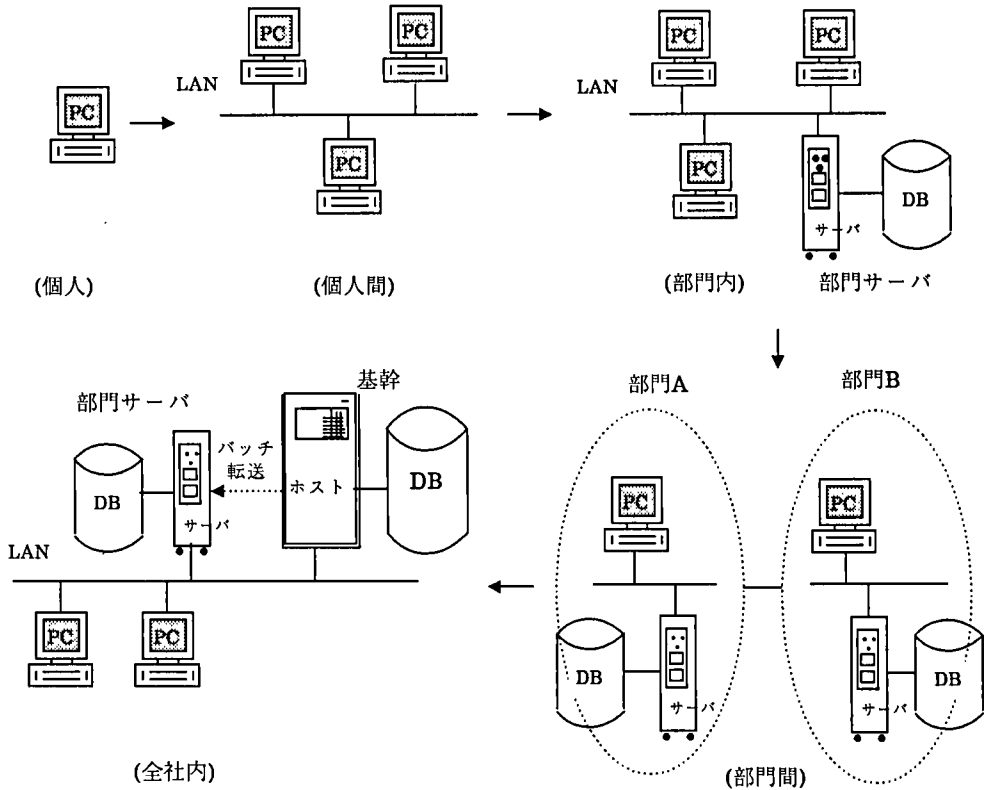 PC
(個人)
LAN
PC
PC
PC
(個人間)
LAN
PC
PC
PC
サーバ
DB
(部門内)
部門サーバ
部門A
部門B
PC
PC
DB
サーバ
サーバ
DB
(部門間)
部門サーバ
基幹
DB
サーバ
バッチ
転送
ホスト
DB
LAN
PC
PC
(全社内)